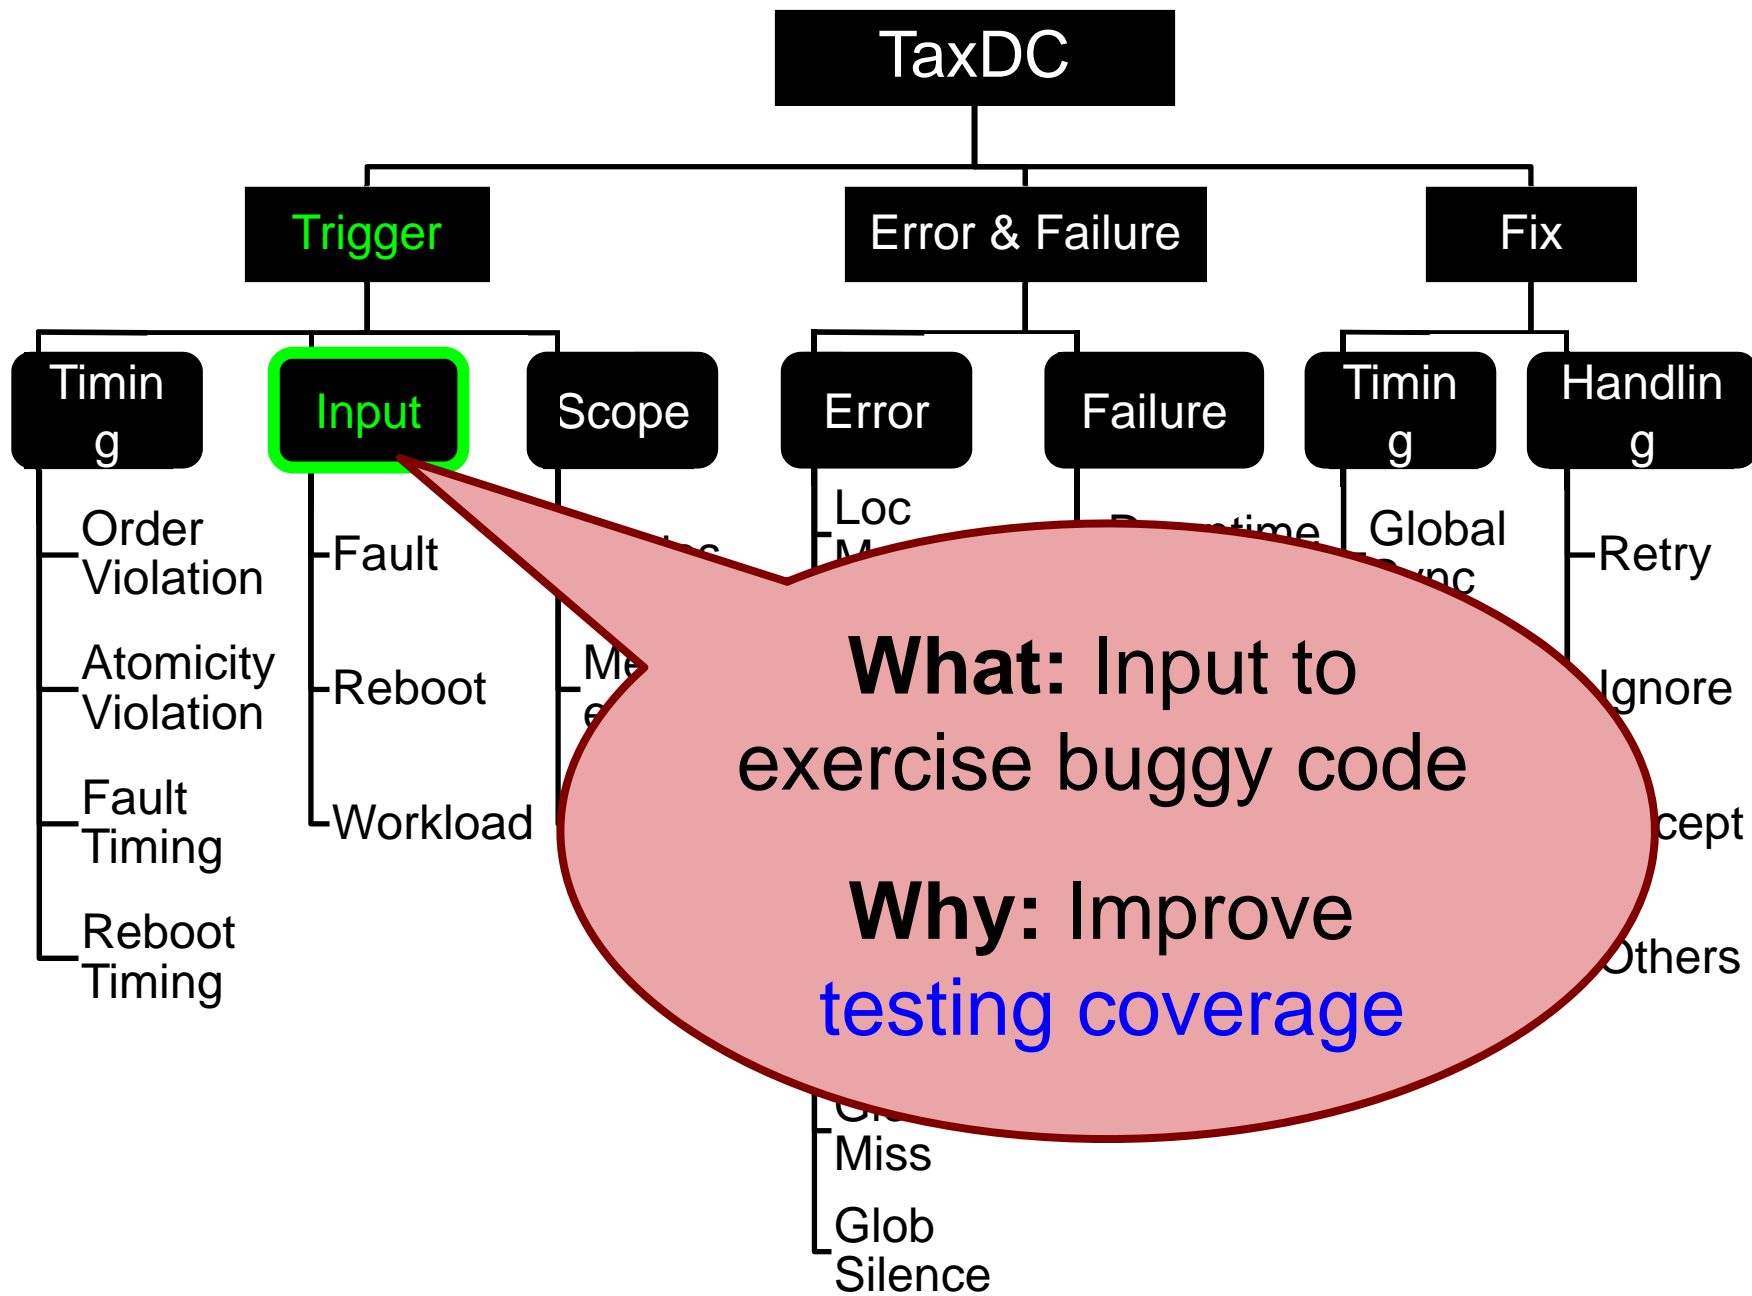 TaxDC
Trigger
Error & Failure
Fix
Timin
g
Input
Scope
Error
Failure
Timin
g
Handlin
g
Order
Violation
Atomicity
Violation
Fault
Timing
Reboot
Timing
Fault
Reboot
Workload
Loc
Global
Retry
Ignore
Others
What: Input to
exercise buggy code
Why: Improve
testing coverage
Miss
Glob
Silence